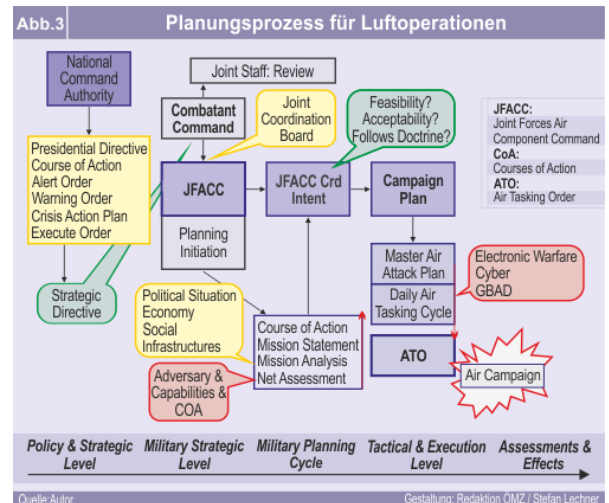 Abb.3
Planungsprozess für Luftoperationen
National
Command
Authority
Joint Staff: Review
Combatant
Command
Joint
Coordination
Board
Feasibility?
Acceptability?
Follows Doctrine?
JFACC:
Joint Forces Air
Component Command
CoA:
Courses of Action
ATO:
Air Tasking Order
Presidential Directive
Course of Action
Alert Order
Warning Order
Crisis Action Plan
Execute Order
JFACC
Planning
Initiation
JFACC Crd
Intent
Campaign
Plan
Strategic
Directive
Political Situation
Economy
Social
Infrastructures
Adversary &
Capabilities &
COA
Course of Action
Mission Statement
Mission Analysis
Net Assessment
Master Air
Attack Plan
Daily Air
Tasking Cycle
Electronic Warfare
Cyber
GBAD
ATO
Air Campaign
Policy & Strategic
Level
Military Strategic
Level
Military Planning
Cycle
Tactical & Execution
Level
Assessments &
Effects
Quelle:Autor
Gestaltung: Redaktion ÖMZ / Stefan Lechner